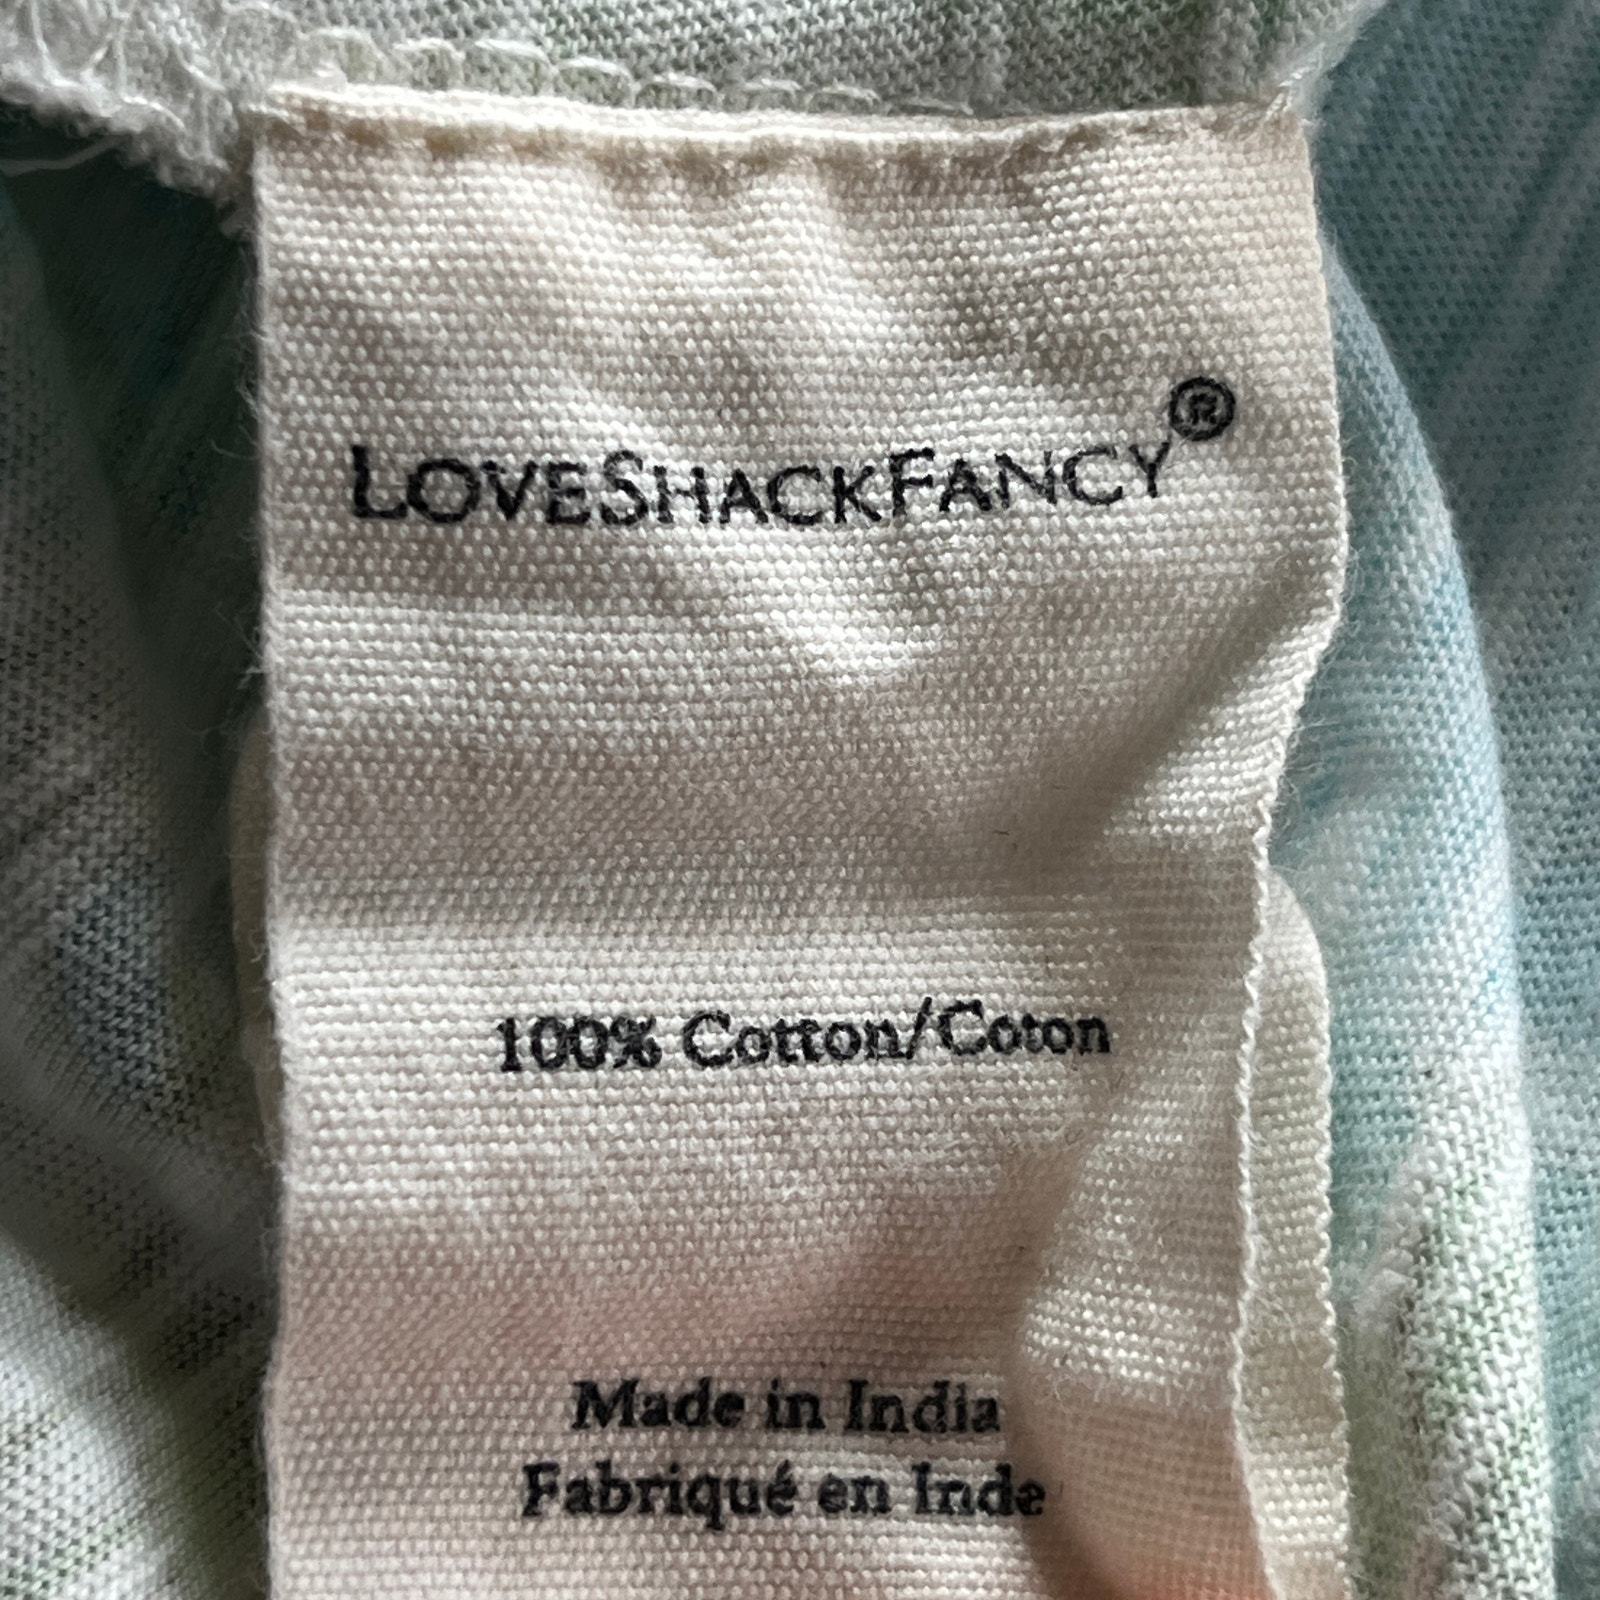 LOVESHACKFANCY®
100% Cotton/Coton
Made in India
Fabriqué en Inde